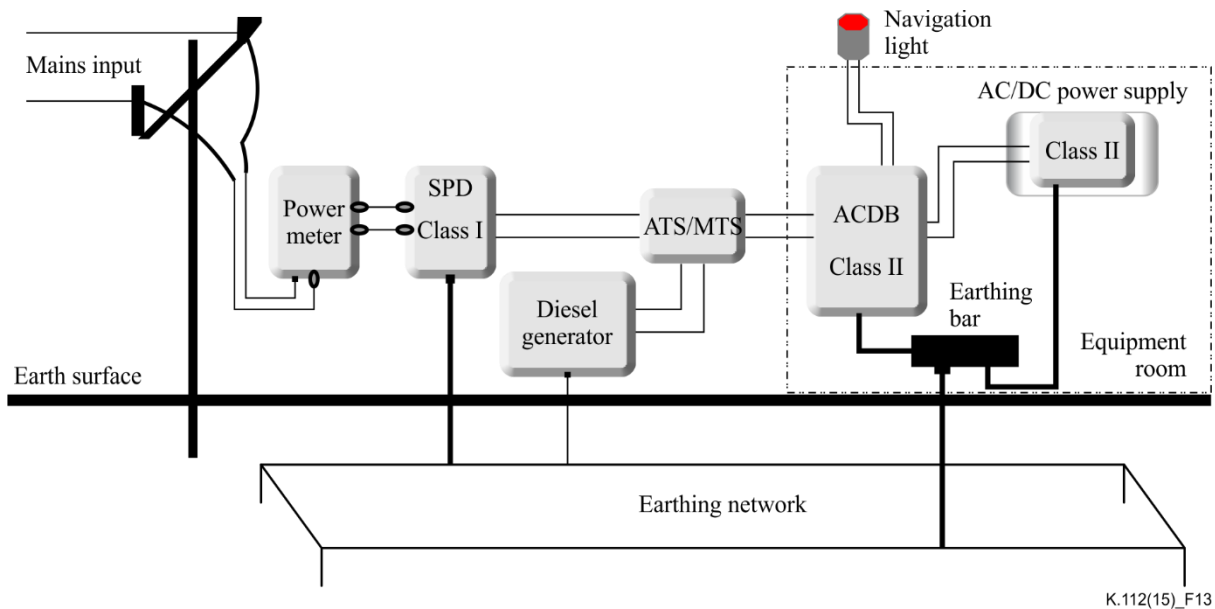 Navigation
light
Mains input
AC/DC power supply
Class II
SPD
Class I
Power
meter
ATS/MTS
ACDB
Class II
Diesel
generator
Earthing
bar
Equipment
room
Earth surface
Earthing network
K.112(15)_F13